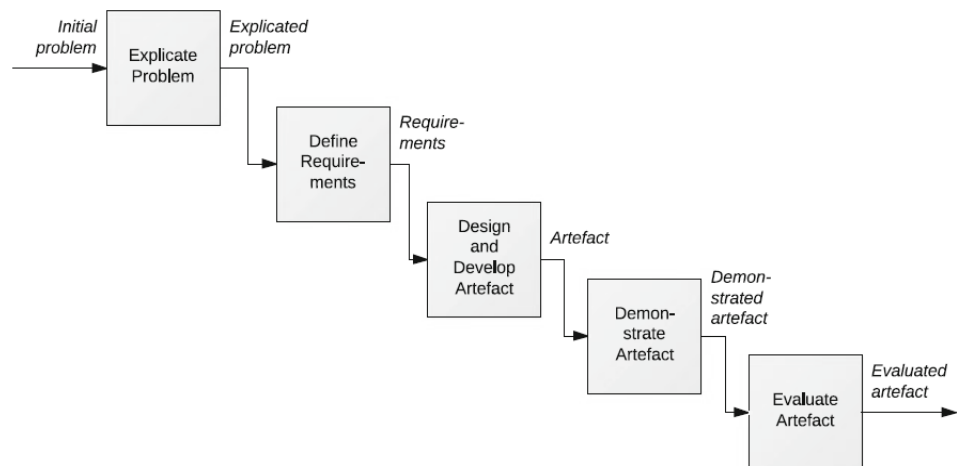 Initial
problem
Explicate
Problem
Explicated
problem
Define
Require-
ments
Require-
ments
Design
and
Develop
Artefact
Artefact
Demon-
strate
Artefact
Demon-
strated
artefact
Evaluate
Artefact
Evaluated
artefact